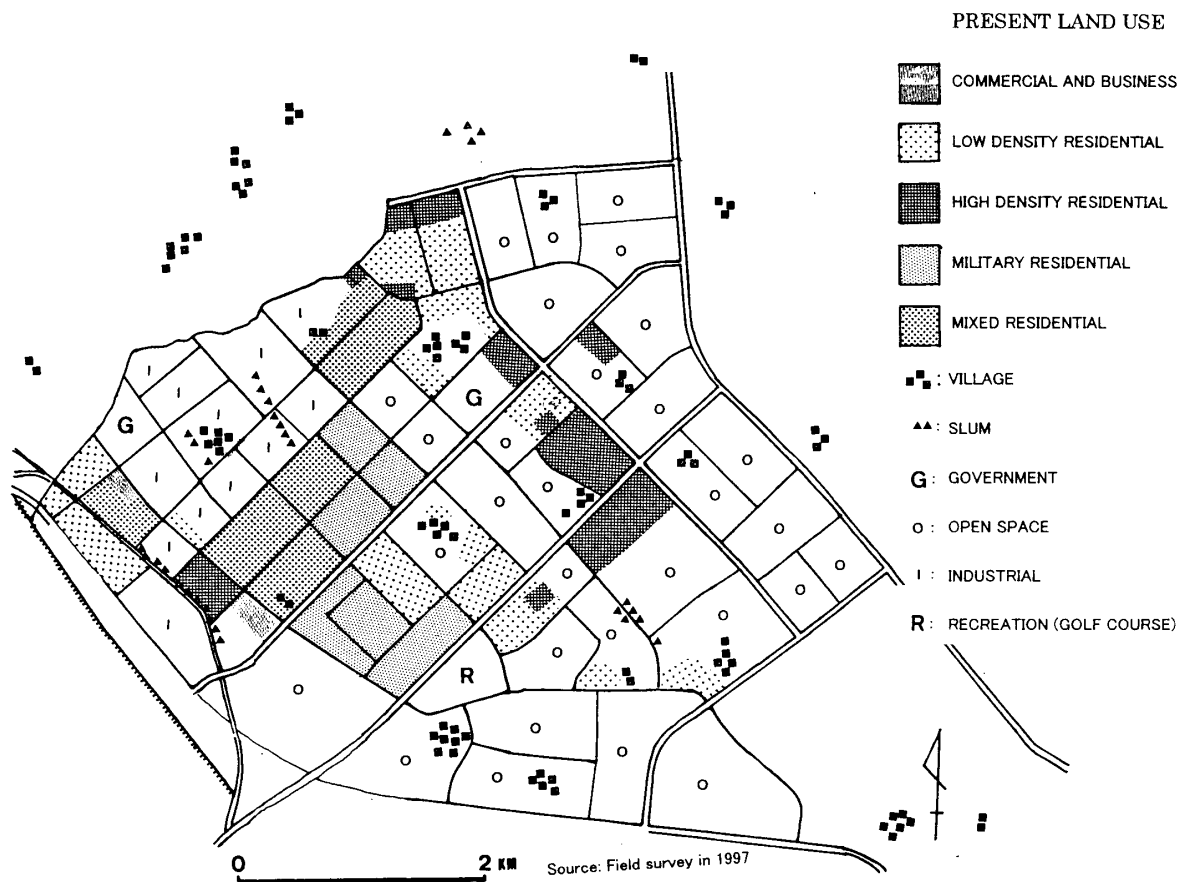 PRESENT LAND USE
COMMERCIAL AND BUSINESS
LOW DENSITY RESIDENTIAL
HIGH DENSITY RESIDENTIAL
MILITARY RESIDENTIAL
MIXED RESIDENTIAL
: VILLAGE
: SLUM
G : GOVERNMENT
O : OPEN SPACE
I : INDUSTRIAL
R : RECREATION (GOLF COURSE)
G
G
R
0 2 KM
Source: Field survey in 1997